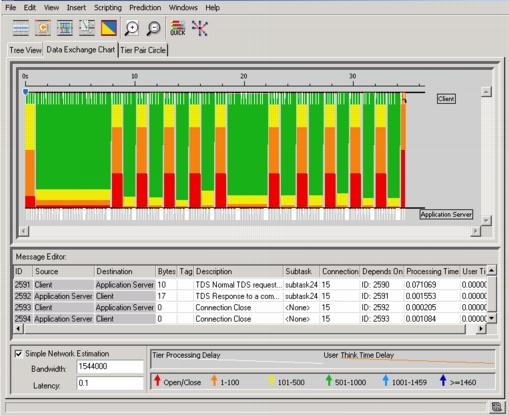 File Edit View Insert Scripting Prediction Windows Help
QUICK
Tree View Data Exchange Chart Tier Pair Circle
0s 10 20 30
Client
Application Server
Message Editor:
ID Source Destination Bytes Tag Description Subtask Connection Depends On Processing Time User Ti
2591 Client Application Server 10 TDS Normal TDS request... subtask24 15 ID: 2590 0.071069 0.00000
2592 Application Server Client 17 TDS Response to a com... subtask24 15 ID: 2591 0.001553 0.00000
2593 Client Application Server 0 Connection Close <None> 15 ID: 2592 0.000205 0.00000
2594 Application Server Client 0 Connection Close <None> 15 ID: 2593 0.001084 0.00000
Simple Network Estimation
Bandwidth: 1544000
Latency: 0.1
Tier Processing Delay User Think Time Delay
Open/Close 1-100 101-500 501-1000 1001-1459 >=1460